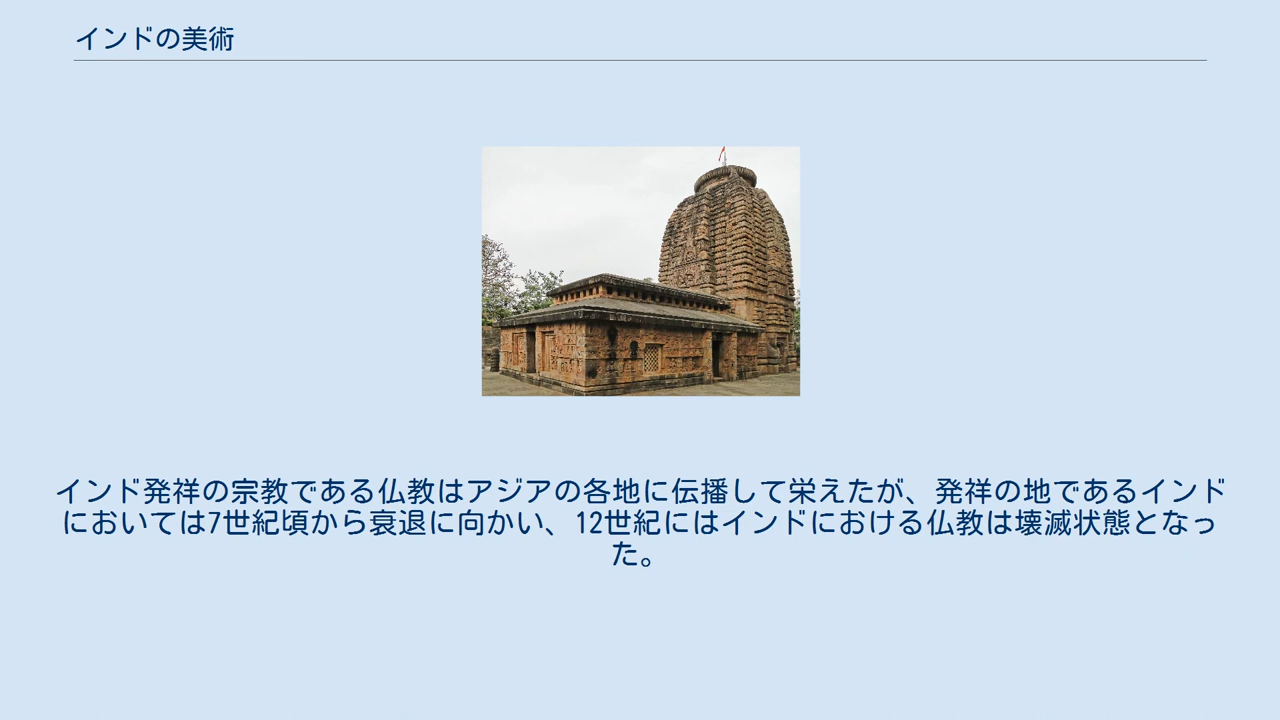 インドの美術
インド発祥の宗教である仏教はアジアの各地に伝播して栄えたが、発祥の地であるインド
においては7世紀頃から衰退に向かい、12世紀にはインドにおける仏教は壊滅状態となっ
た。